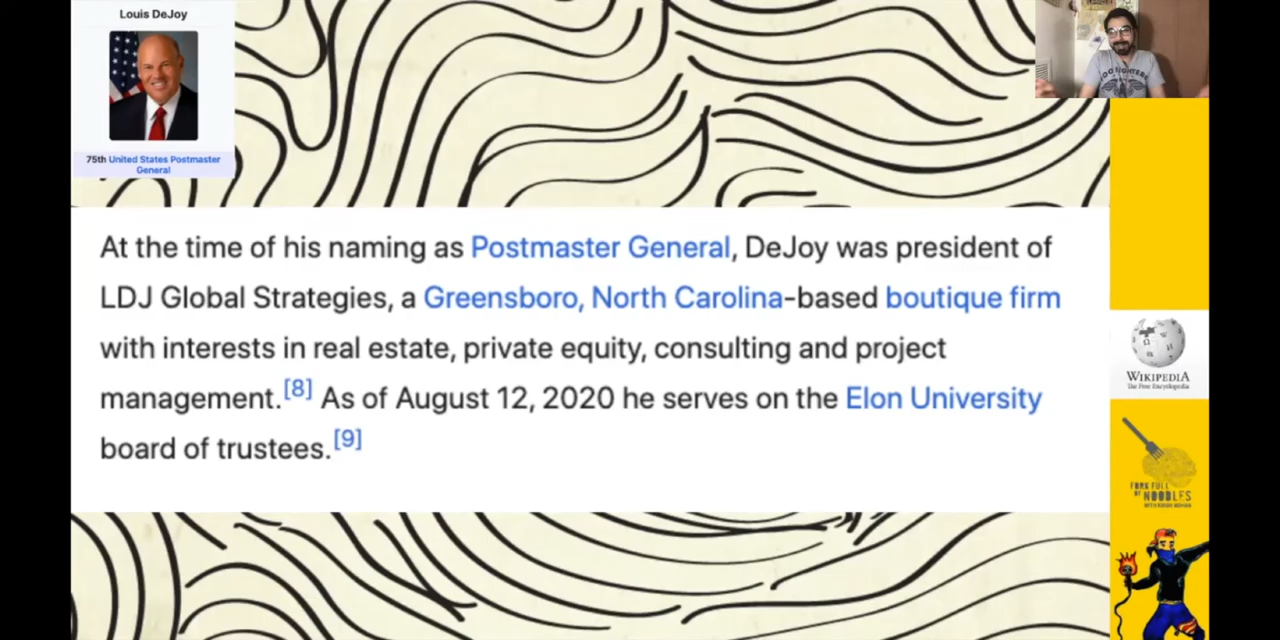 Louis DeJoy
75th United States Postmaster
General
At the time of his naming as Postmaster General, DeJoy was president of
LDJ Global Strategies, a Greensboro, North Carolina-based boutique firm
with interests in real estate, private equity, consulting and project
management.[8] As of August 12, 2020 he serves on the Elon University
board of trustees.[9]
FOO FIGHTERS
WIKIPEDIA
The Free Encyclopedia
FORK FULL
OF NOODLES